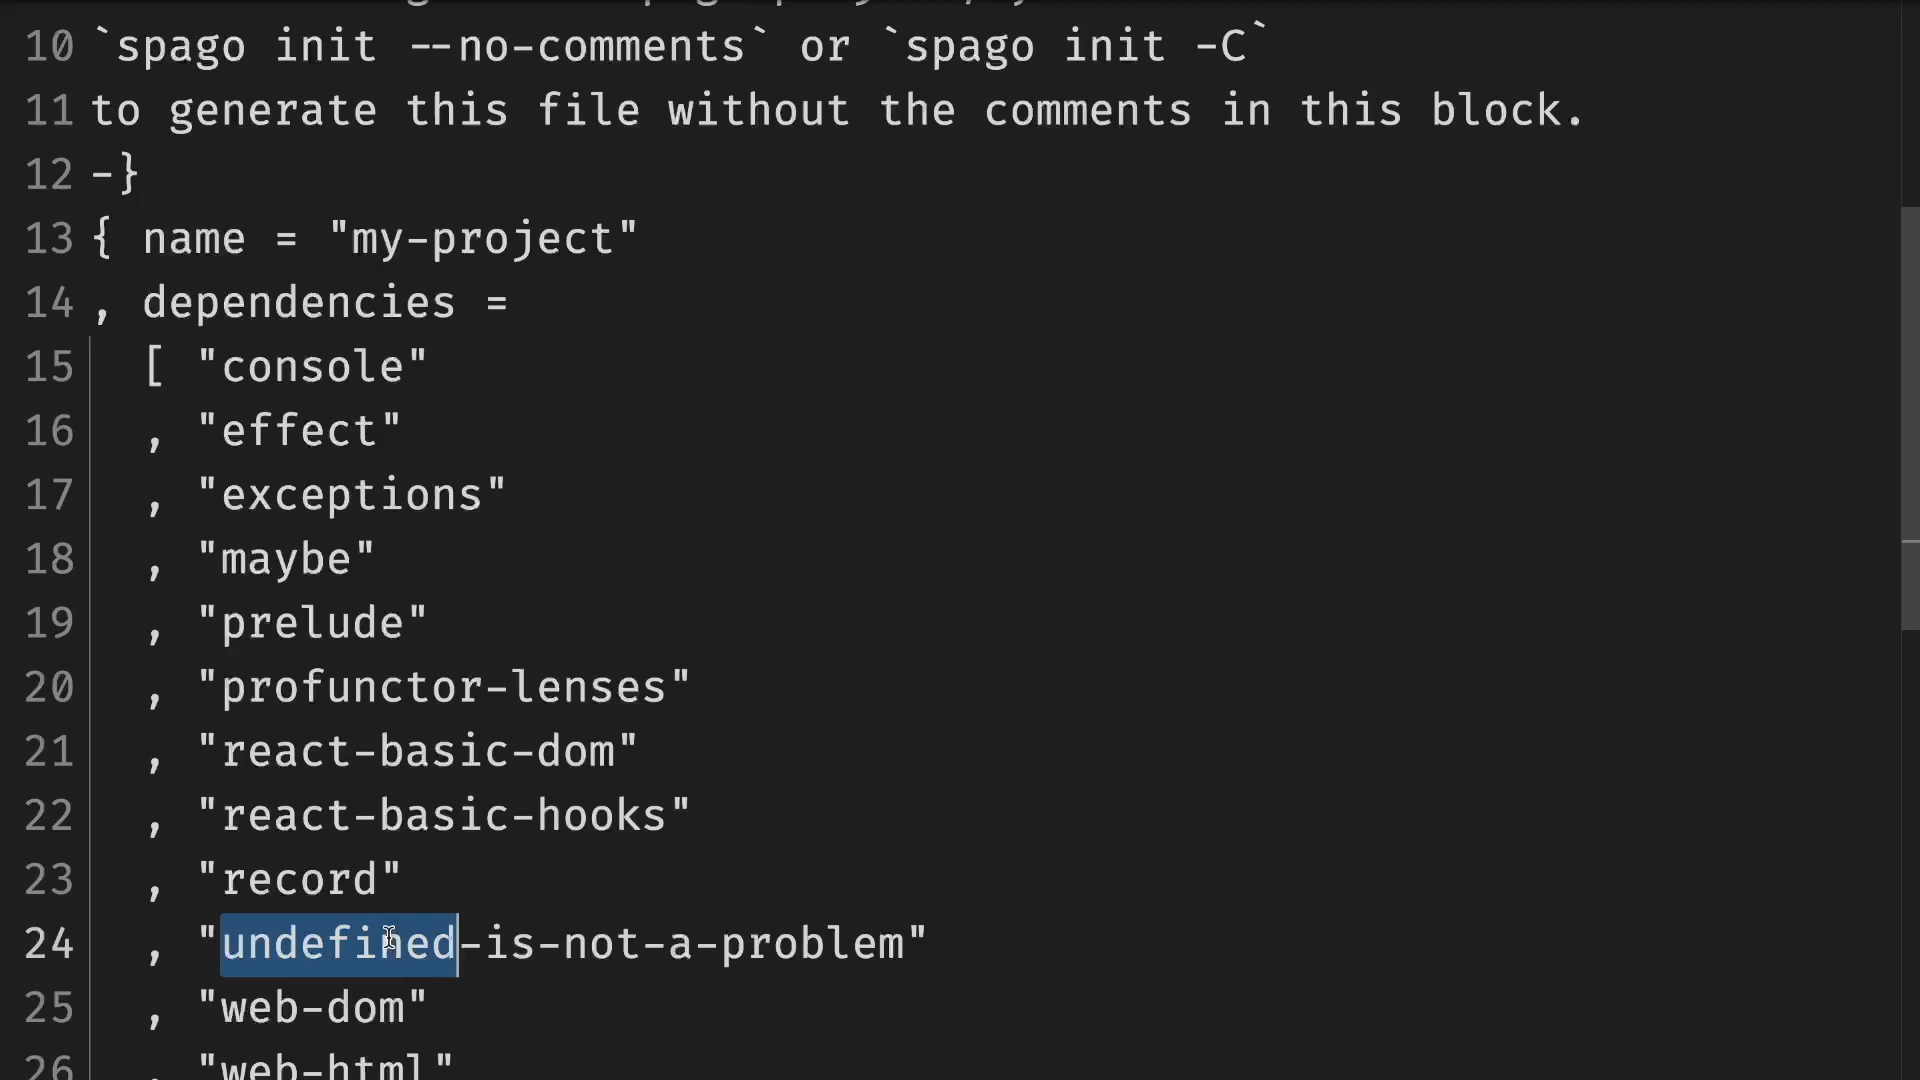 10 `spago init --no-comments` or `spago init -C`
11 to generate this file without the comments in this block.
12 -}
13 { name = "my-project"
14 , dependencies =
15 [ "console"
16 , "effect"
17 , "exceptions"
18 , "maybe"
19 , "prelude"
20 , "profunctor-lenses"
21 , "react-basic-dom"
22 , "react-basic-hooks"
23 , "record"
24 , "undefined-is-not-a-problem"
25 , "web-dom"
26 , "web-html"